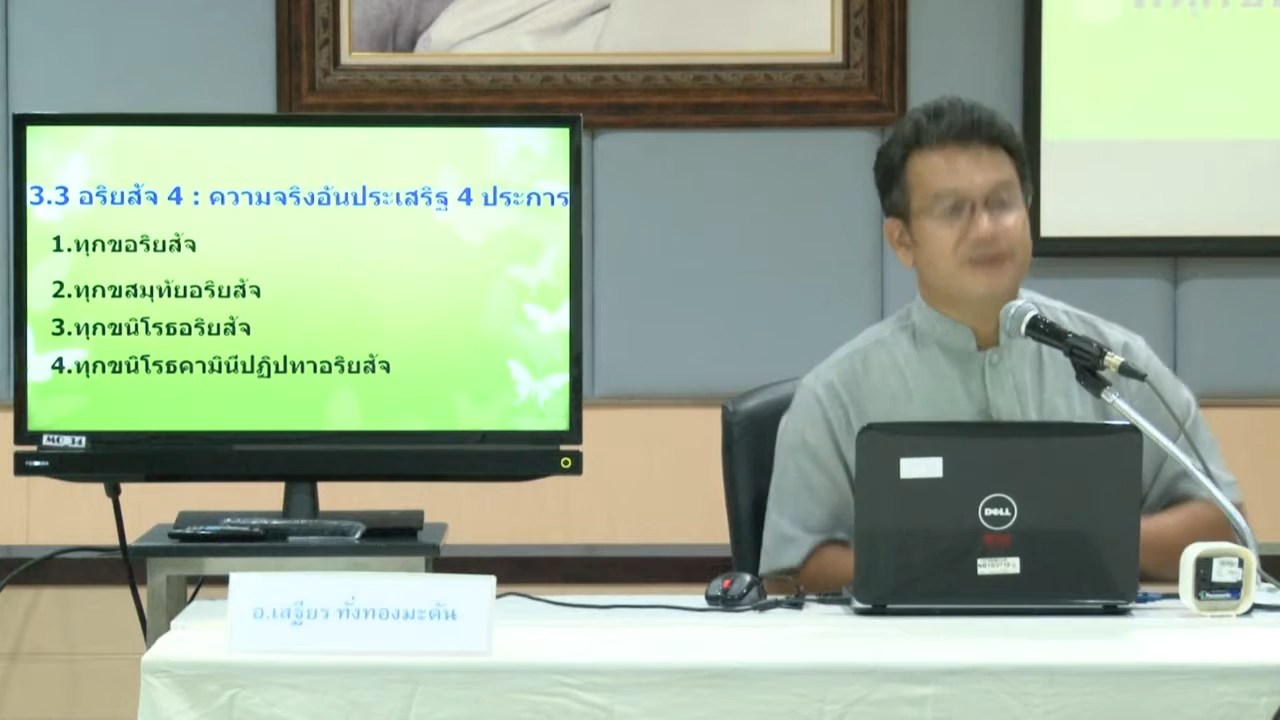 3.3 อริยสัจ 4 : ความจริงอันประเสริฐ 4 ประการ
1.ทุกขอริยสัจ
2.ทุกขสมุทัยอริยสัจ
3.ทุกขนิโรธอริยสัจ
4.ทุกขนิโรธคามินีปฏิปทาอริยสัจ
MC-34
อ.เสฐียร ทั่งทองมะดัน
DELL